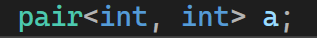 pair<int, int> a;